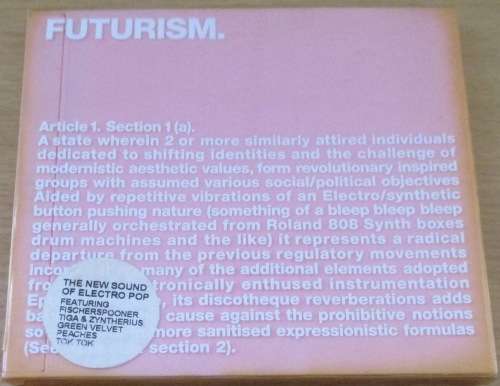 FUTURISM.
Article 1. Section 1 (a).
A state wherein 2 or more similarly attired individuals
dedicated to shifting identities and the challenge of
modernistic aesthetic values, form revolutionary inspired
groups with assumed various social/political objectives
Aided by repetitive vibrations of an Electro/synthetic
button pushing nature (something of a bleep bleep bleep
generally orchestrated from Roland 808 Synth boxes
drum machines and the like) it represents a radical
departure from the previous regulatory movements
many of the additional elements adopted
from instrumentation
its discotheque reverberations adds
cause against the prohibitive notions
so more sanitised expressionistic formulas
section 2).
THE NEW SOUND
OF ELECTRO POP
FEATURING
FISCHERSPOONER
TIGA & ZYNTHERIUS
GREEN VELVET
PEACHES
TOK TOK